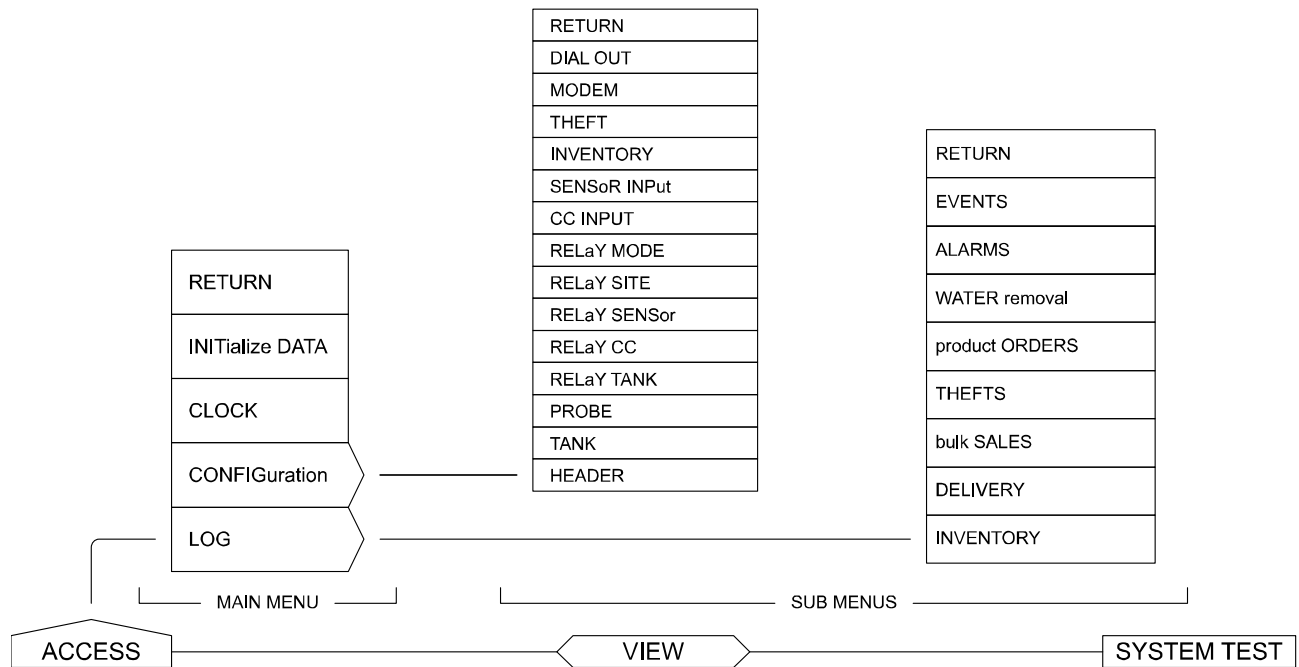 RETURN
DIAL OUT
MODEM
THEFT
INVENTORY
SENSoR INPut
CC INPUT
RELaY MODE
RELaY SITE
RELaY SENSor
RELaY CC
RELaY TANK
PROBE
TANK
HEADER
RETURN
EVENTS
ALARMS
WATER removal
product ORDERS
THEFTS
bulk SALES
DELIVERY
INVENTORY
RETURN
INITialize DATA
CLOCK
CONFIGuration
LOG
MAIN MENU
SUB MENUS
ACCESS
VIEW
SYSTEM TEST